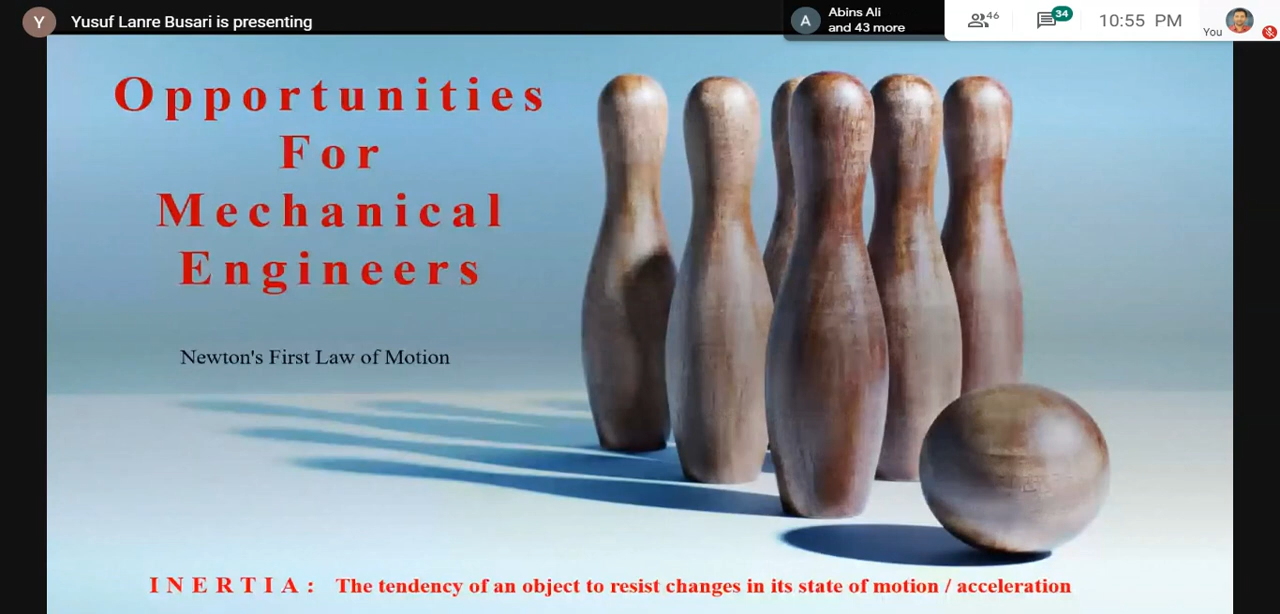 Y
Yusuf Lanre Busari is presenting
A
Abins Ali
and 43 more
46
34
10:55 PM
You
Opportunities
For
Mechanical
Engineers
Newton's First Law of Motion
INERTIA: The tendency of an object to resist changes in its state of motion / acceleration